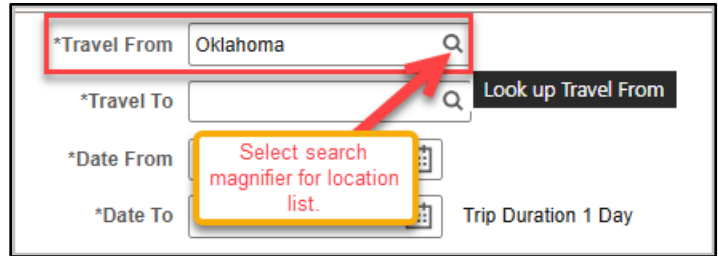 *Travel From Oklahoma
*Travel To Look up Travel From
*Date From
Select search
magnifier for location
list.
*Date To Trip Duration 1 Day